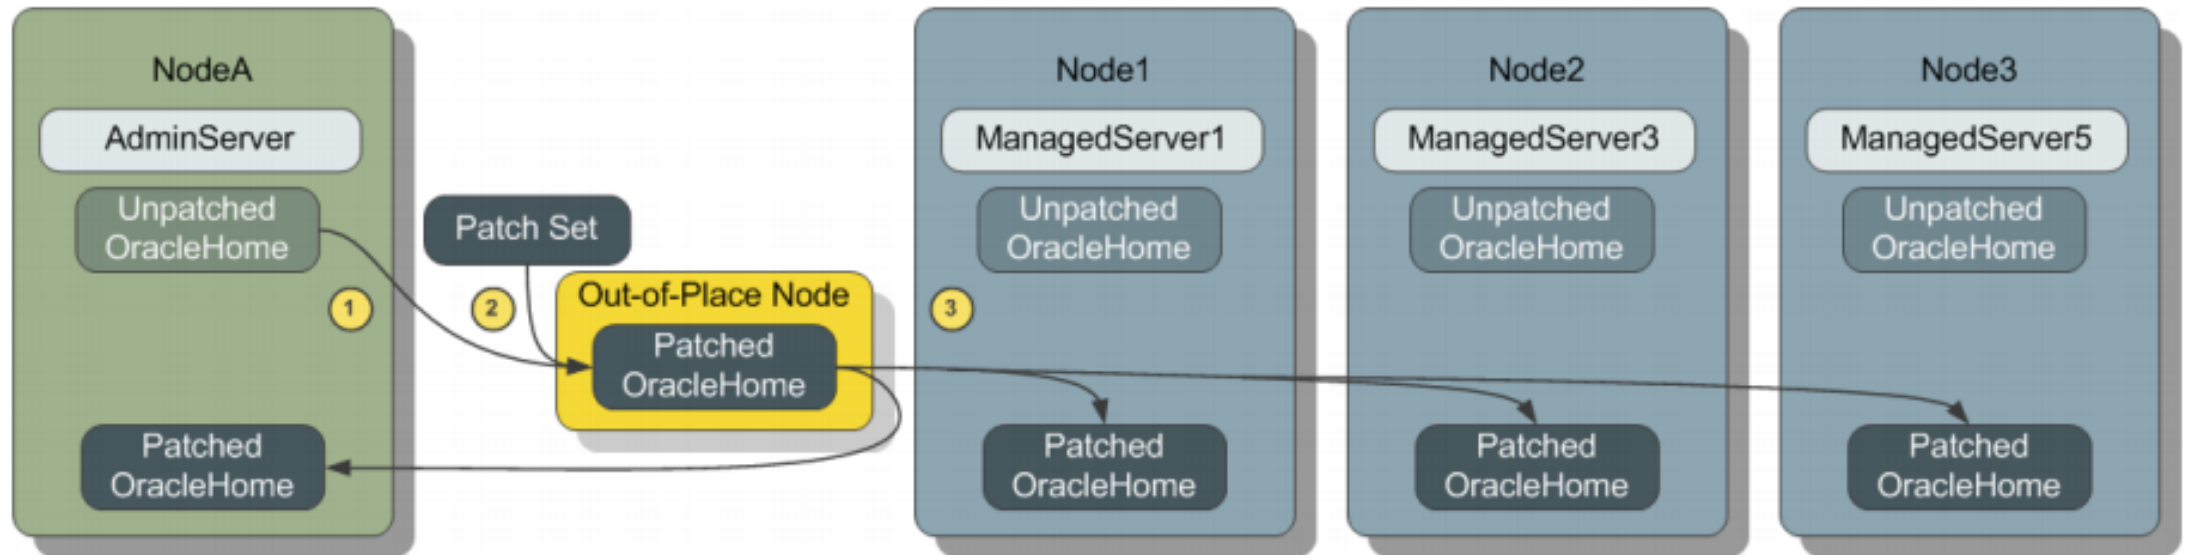 NodeA
AdminServer
Unpatched
OracleHome
1
Patched
OracleHome
Patch Set
2
Out-of-Place Node
Patched
OracleHome
3
Node1
ManagedServer1
Unpatched
OracleHome
Patched
OracleHome
Node2
ManagedServer3
Unpatched
OracleHome
Patched
OracleHome
Node3
ManagedServer5
Unpatched
OracleHome
Patched
OracleHome